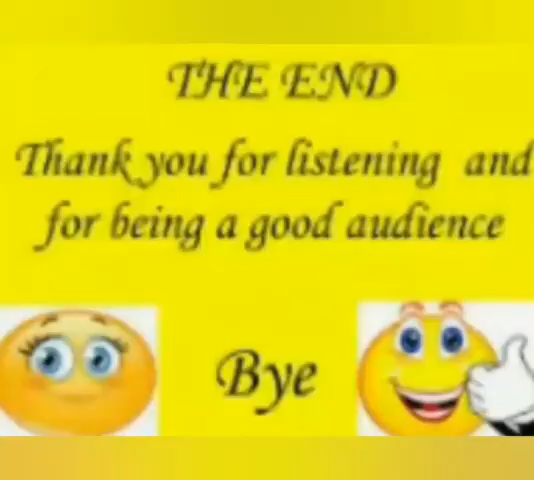 THE END
Thank you for listening and
for being a good audience
Bye